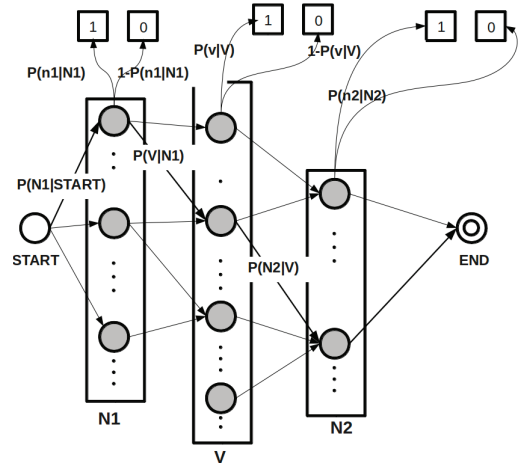 1
0
1
0
1
0
P(n1|N1)
1-P(n1|N1)
P(v|V)
1-P(v|V)
P(n2|N2)
P(V|N1)
P(N1|START)
START
P(N2|V)
END
N1
N2
V